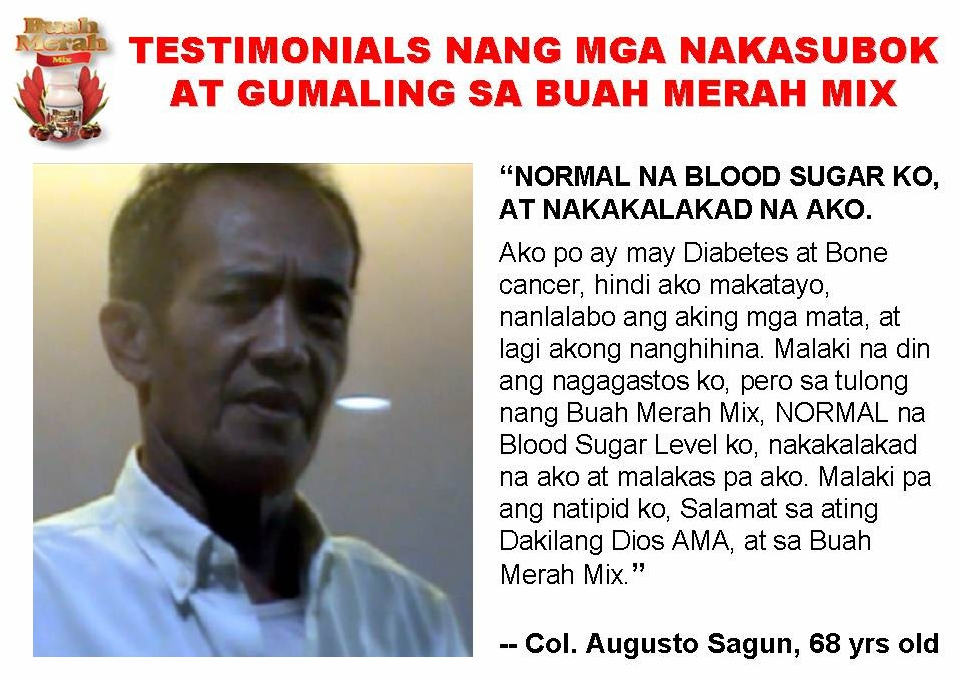 Buah
Merah
Mix
TESTIMONIALS NANG MGA NAKASUBOK
AT GUMALING SA BUAH MERAH MIX
“NORMAL NA BLOOD SUGAR KO,
AT NAKAKALAKAD NA AKO.
Ako po ay may Diabetes at Bone
cancer, hindi ako makatayo,
nanlalabo ang aking mga mata, at
lagi akong nanghihina. Malaki na din
ang nagagastos ko, pero sa tulong
nang Buah Merah Mix, NORMAL na
Blood Sugar Level ko, nakakalakad
na ako at malakas pa ako. Malaki pa
ang natipid ko, Salamat sa ating
Dakilang Dios AMA, at sa Buah
Merah Mix.”
-- Col. Augusto Sagun, 68 yrs old